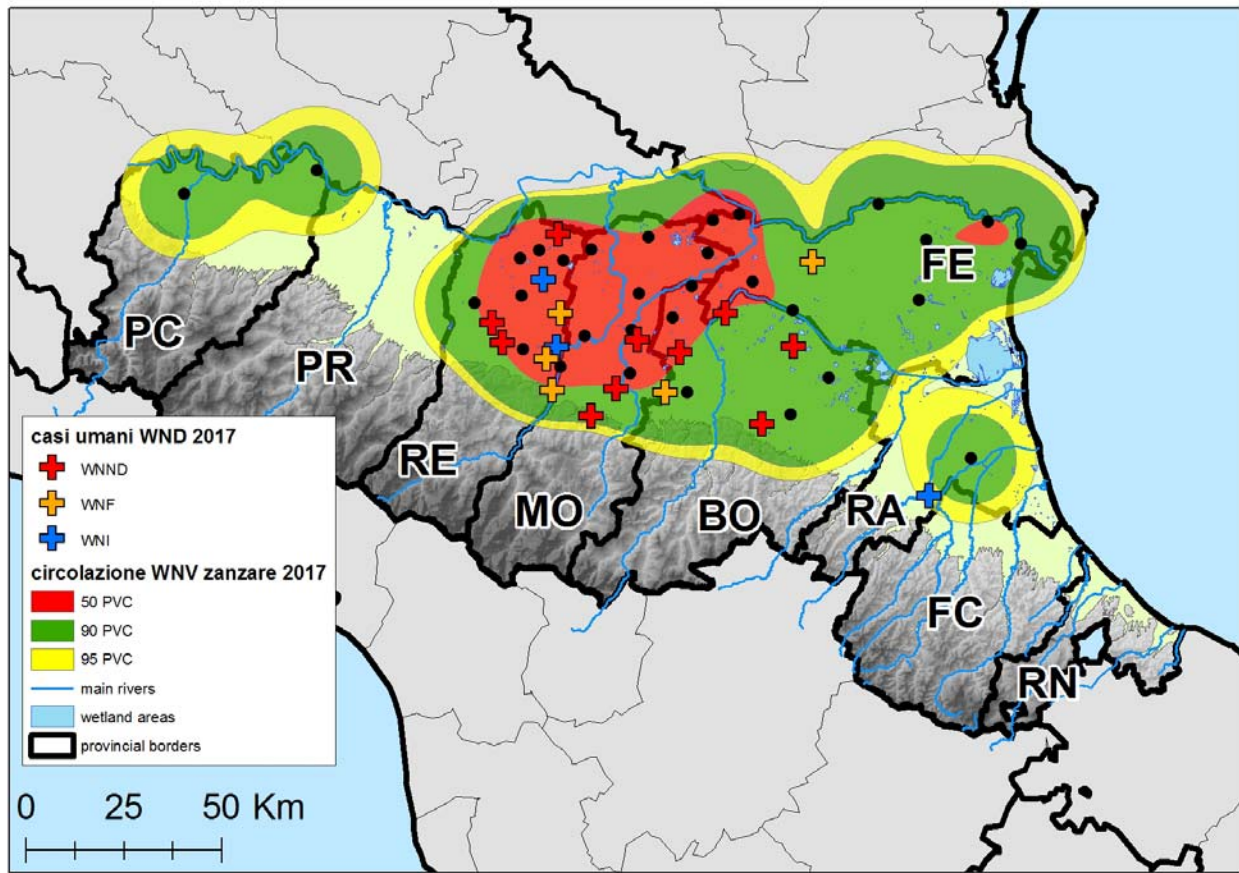 FE
PC
PR
RE
MO
BO
RA
FC
RN
casi umani WND 2017
WNND
WNF
WNI
circolazione WNV zanzare 2017
50 PVC
90 PVC
95 PVC
main rivers
wetland areas
provincial borders
0 25 50 Km